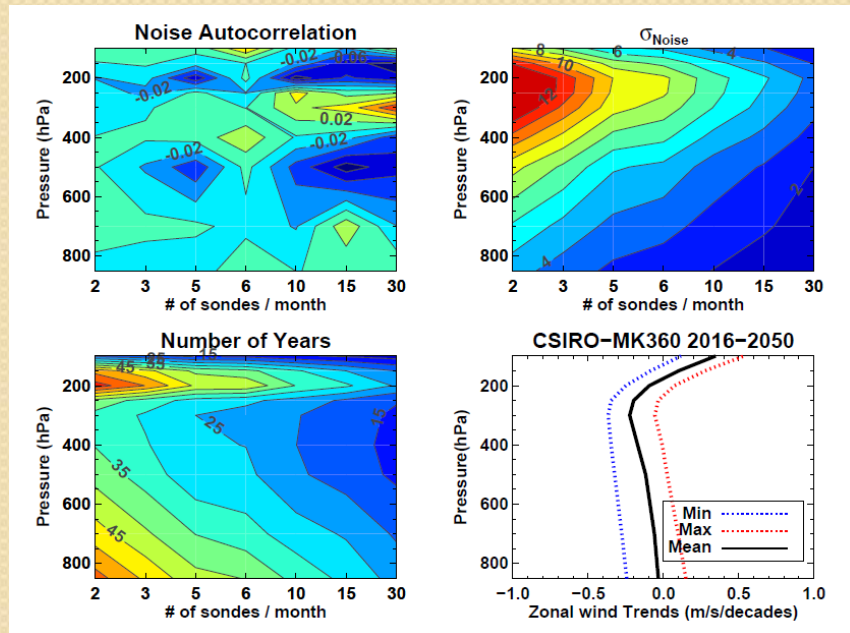 Noise Autocorrelation
-0.02
-0.02
-0.02
0.02
-0.02
Pressure (hPa)
200
400
600
800
2 3 5 6 10 15 30
# of sondes / month
σNoise
8
6
4
10
12
2
4
Pressure (hPa)
200
400
600
800
2 3 5 6 10 15 30
# of sondes / month
Number of Years
15
45
25
15
35
45
Pressure (hPa)
200
400
600
800
2 3 5 6 10 15 30
# of sondes / month
CSIRO−MK360 2016−2050
Pressure(hPa)
200
400
600
800
Min
Max
Mean
−1.0 −0.5 0.0 0.5 1.0
Zonal wind Trends (m/s/decades)